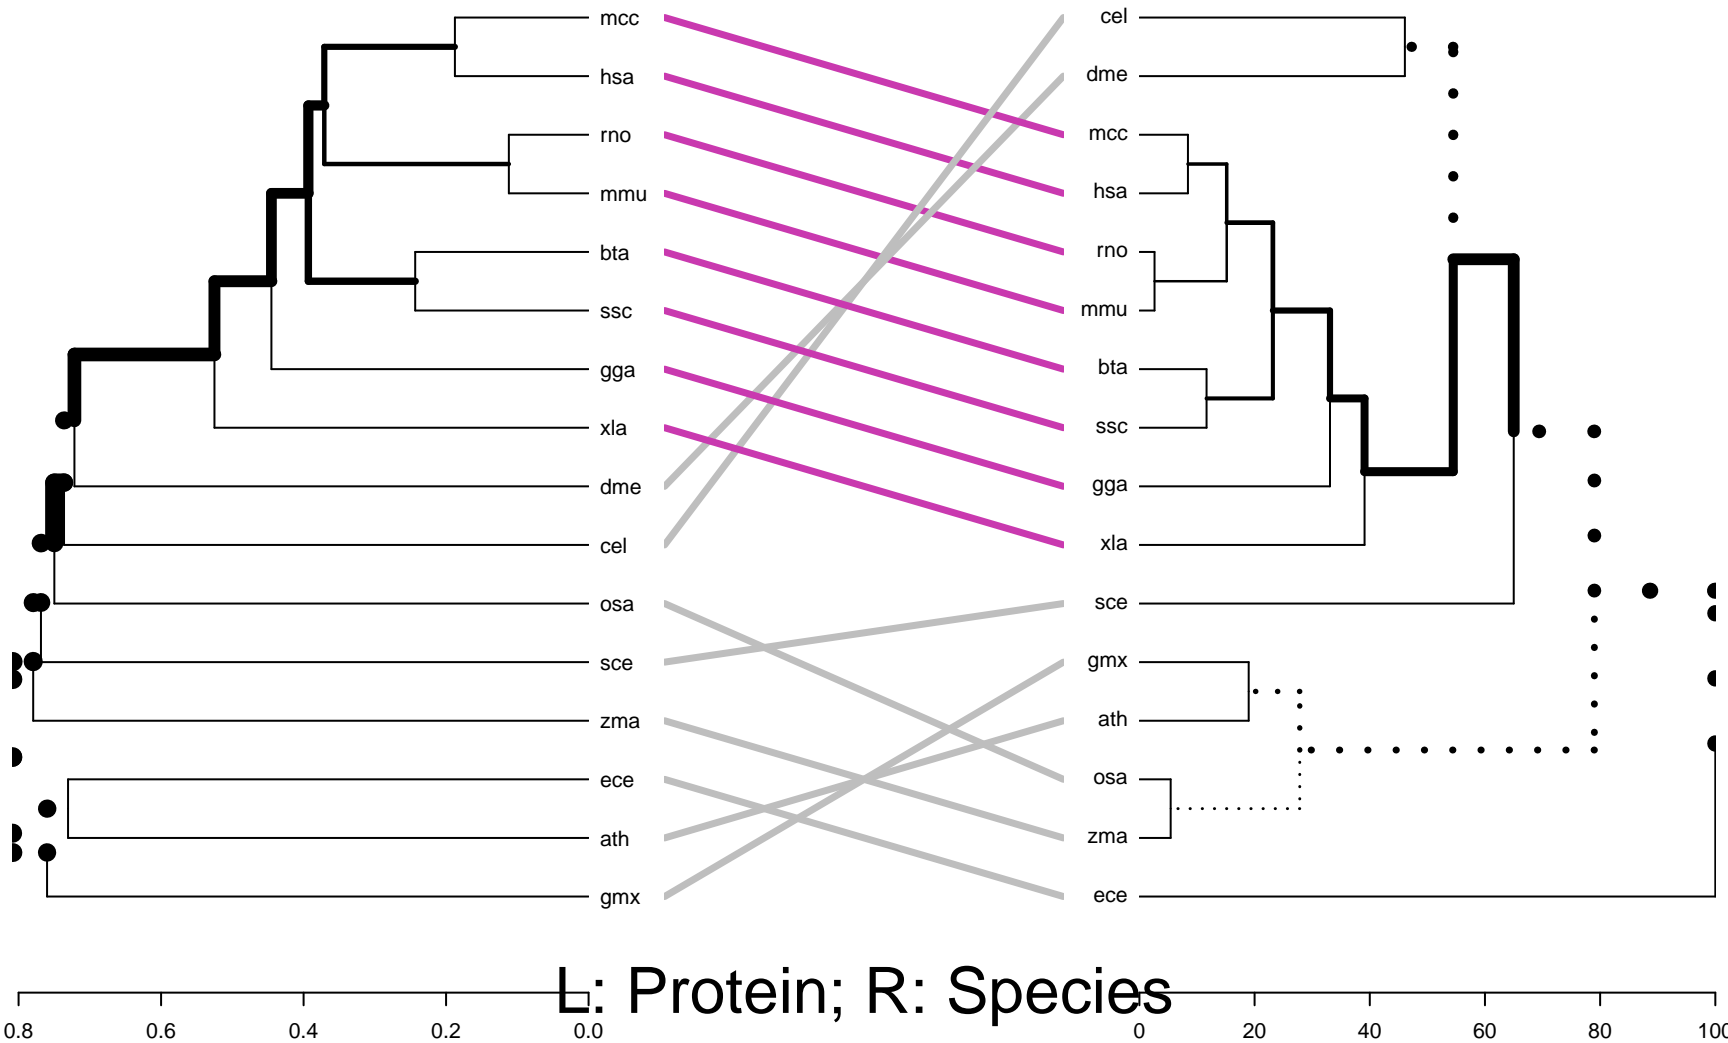 mcc
hsa
rno
mmu
bta
ssc
gga
xla
dme
cel
osa
sce
zma
ece
ath
gmx
cel
dme
mcc
hsa
rno
mmu
bta
ssc
gga
xla
sce
gmx
ath
osa
zma
ece
L: Protein; R: Species
0.8 0.6 0.4 0.2 0.0
0 20 40 60 80 100